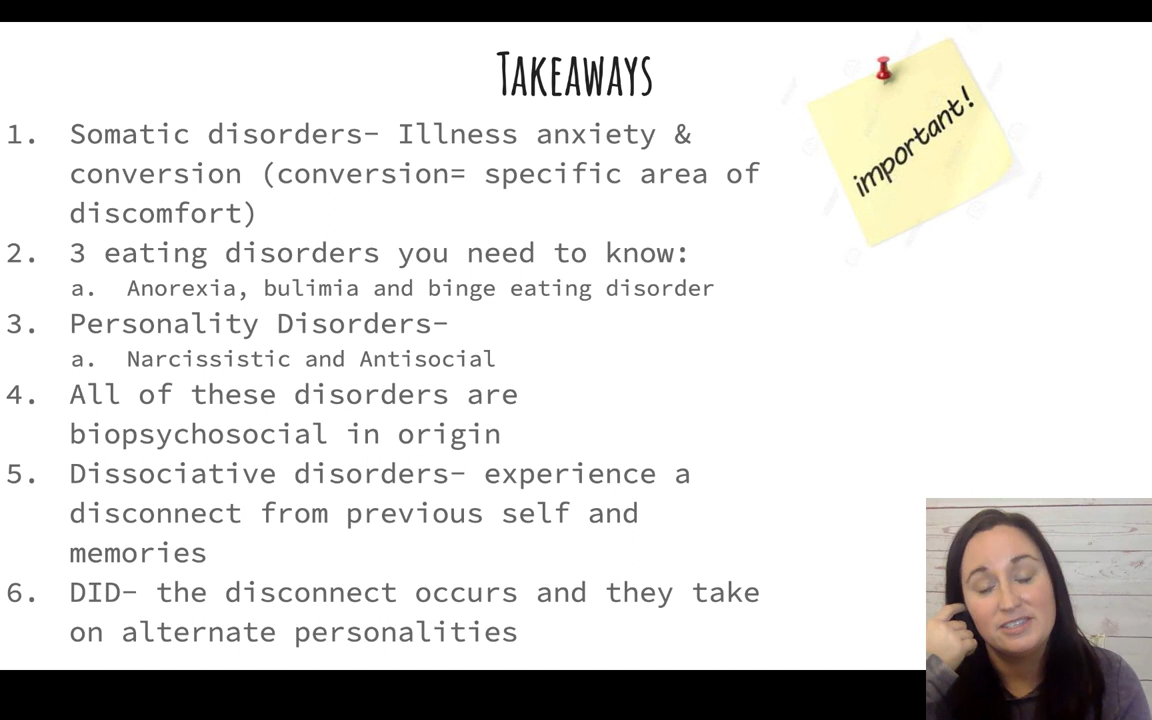 Takeaways
important!
1. Somatic disorders- Illness anxiety &
conversion (conversion= specific area of
discomfort)
2. 3 eating disorders you need to know:
a. Anorexia, bulimia and binge eating disorder
3. Personality Disorders-
a. Narcissistic and Antisocial
4. All of these disorders are
biopsychosocial in origin
5. Dissociative disorders- experience a
disconnect from previous self and
memories
6. DID- the disconnect occurs and they take
on alternate personalities